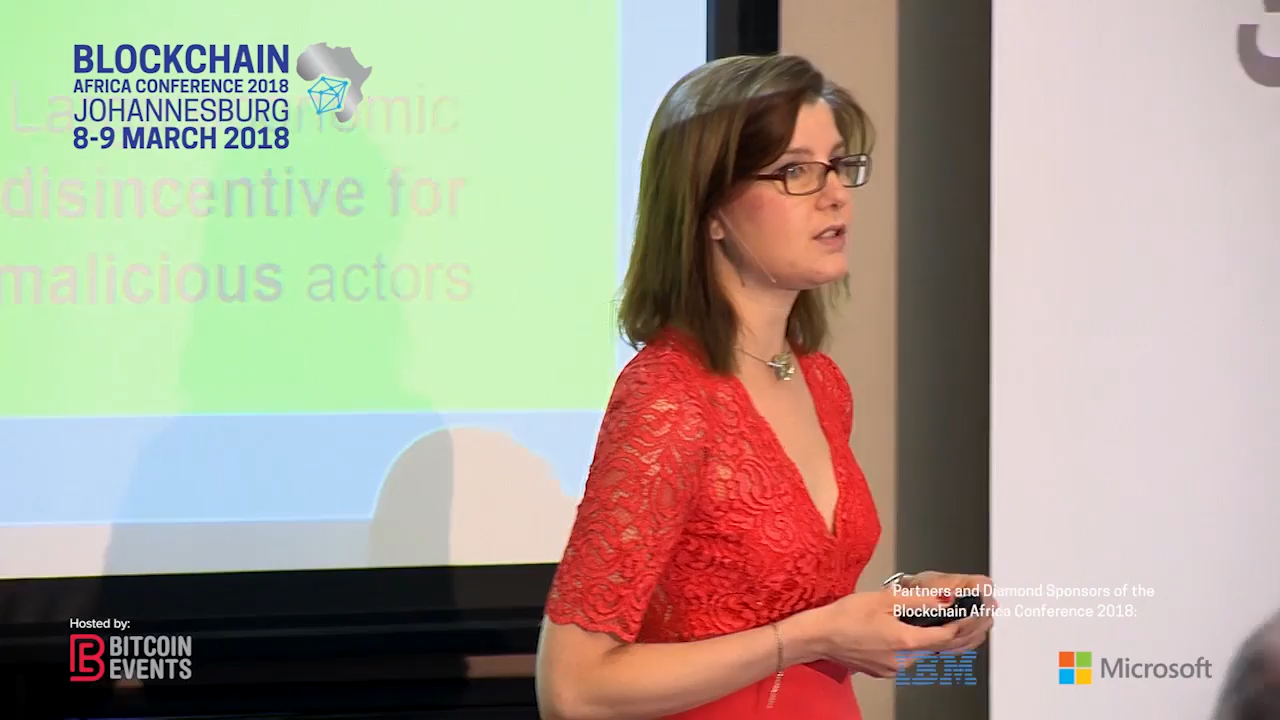 BLOCKCHAIN
AFRICA CONFERENCE 2018
JOHANNESBURG
8-9 MARCH 2018
disincentive for
malicious actors
Hosted by:
BITCOIN
EVENTS
Partners and Diamond Sponsors of the
Blockchain Africa Conference 2018:
IBM
Microsoft